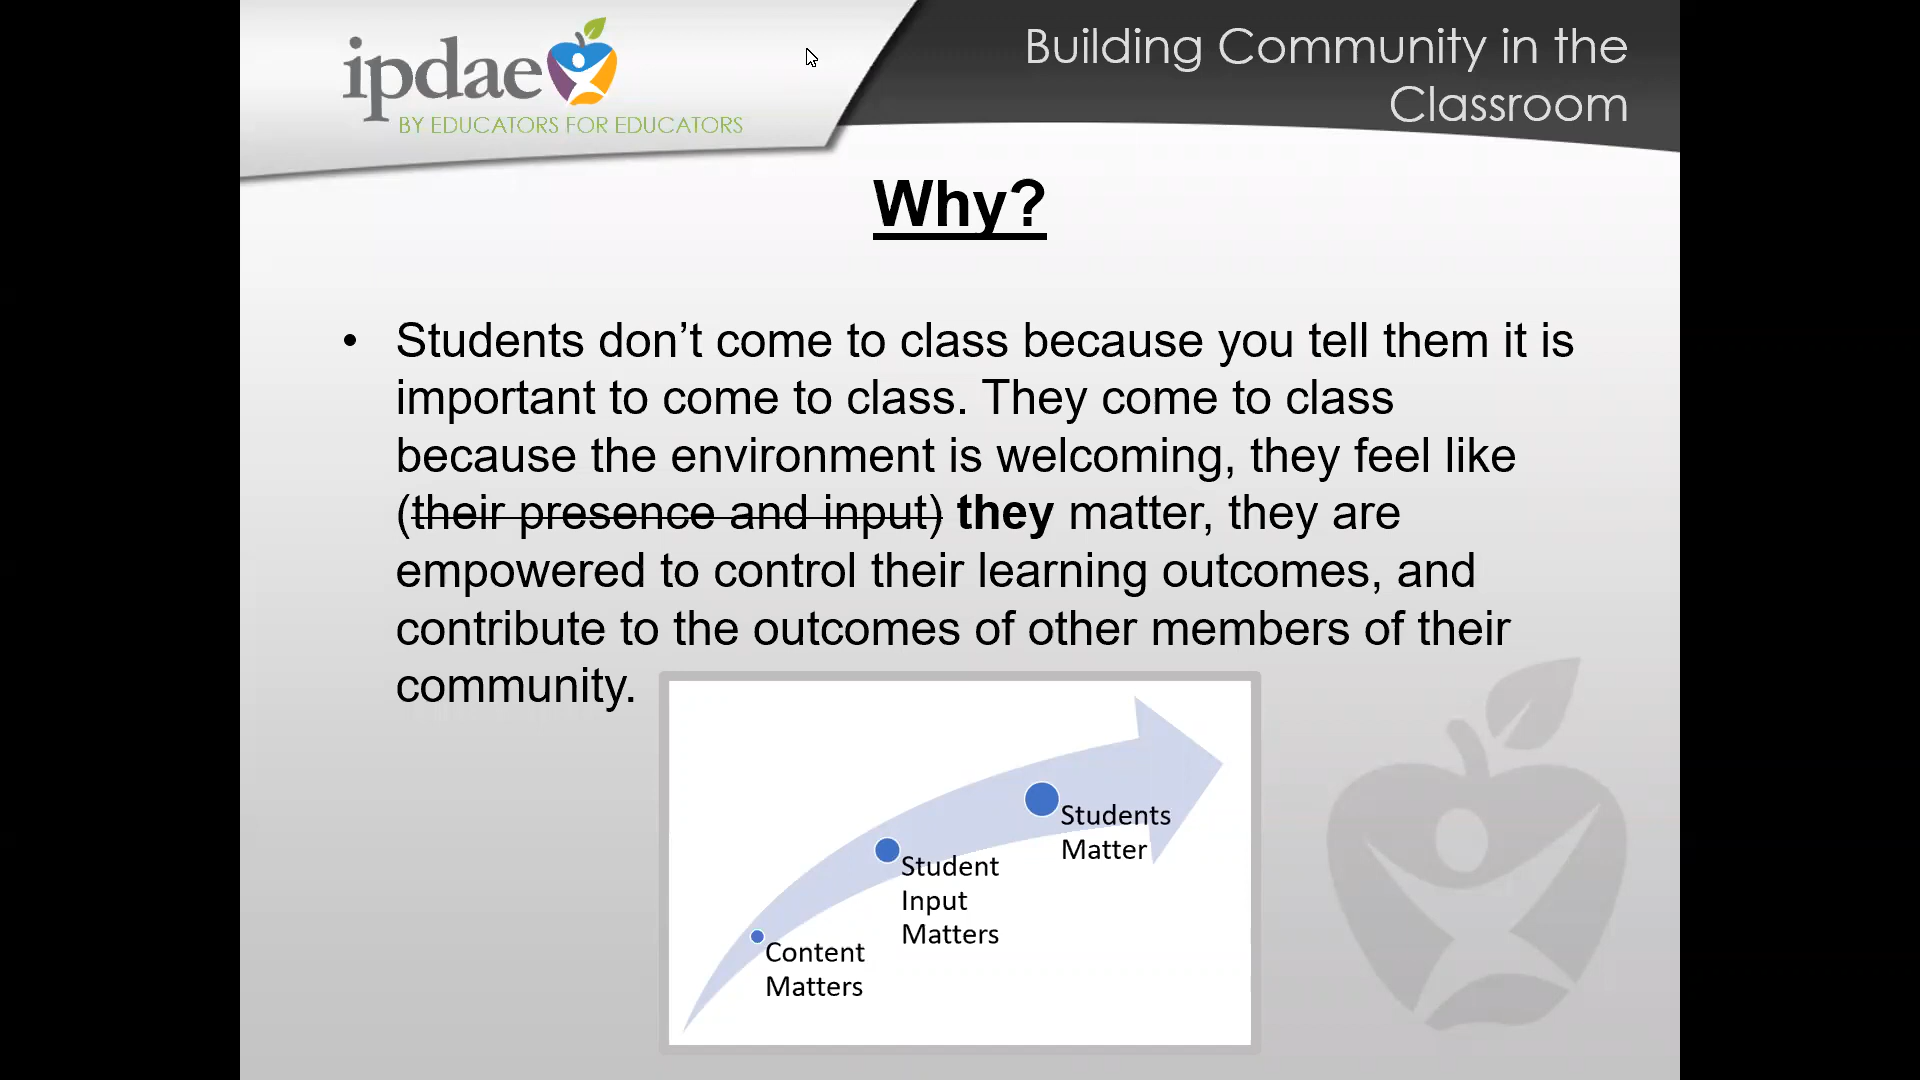 ipdae
BY EDUCATORS FOR EDUCATORS
Building Community in the
Classroom
Why?
• Students don’t come to class because you tell them it is
important to come to class. They come to class
because the environment is welcoming, they feel like
(their presence and input) they matter, they are
empowered to control their learning outcomes, and
contribute to the outcomes of other members of their
community.
Students
Matter
Student
Input
Matters
Content
Matters